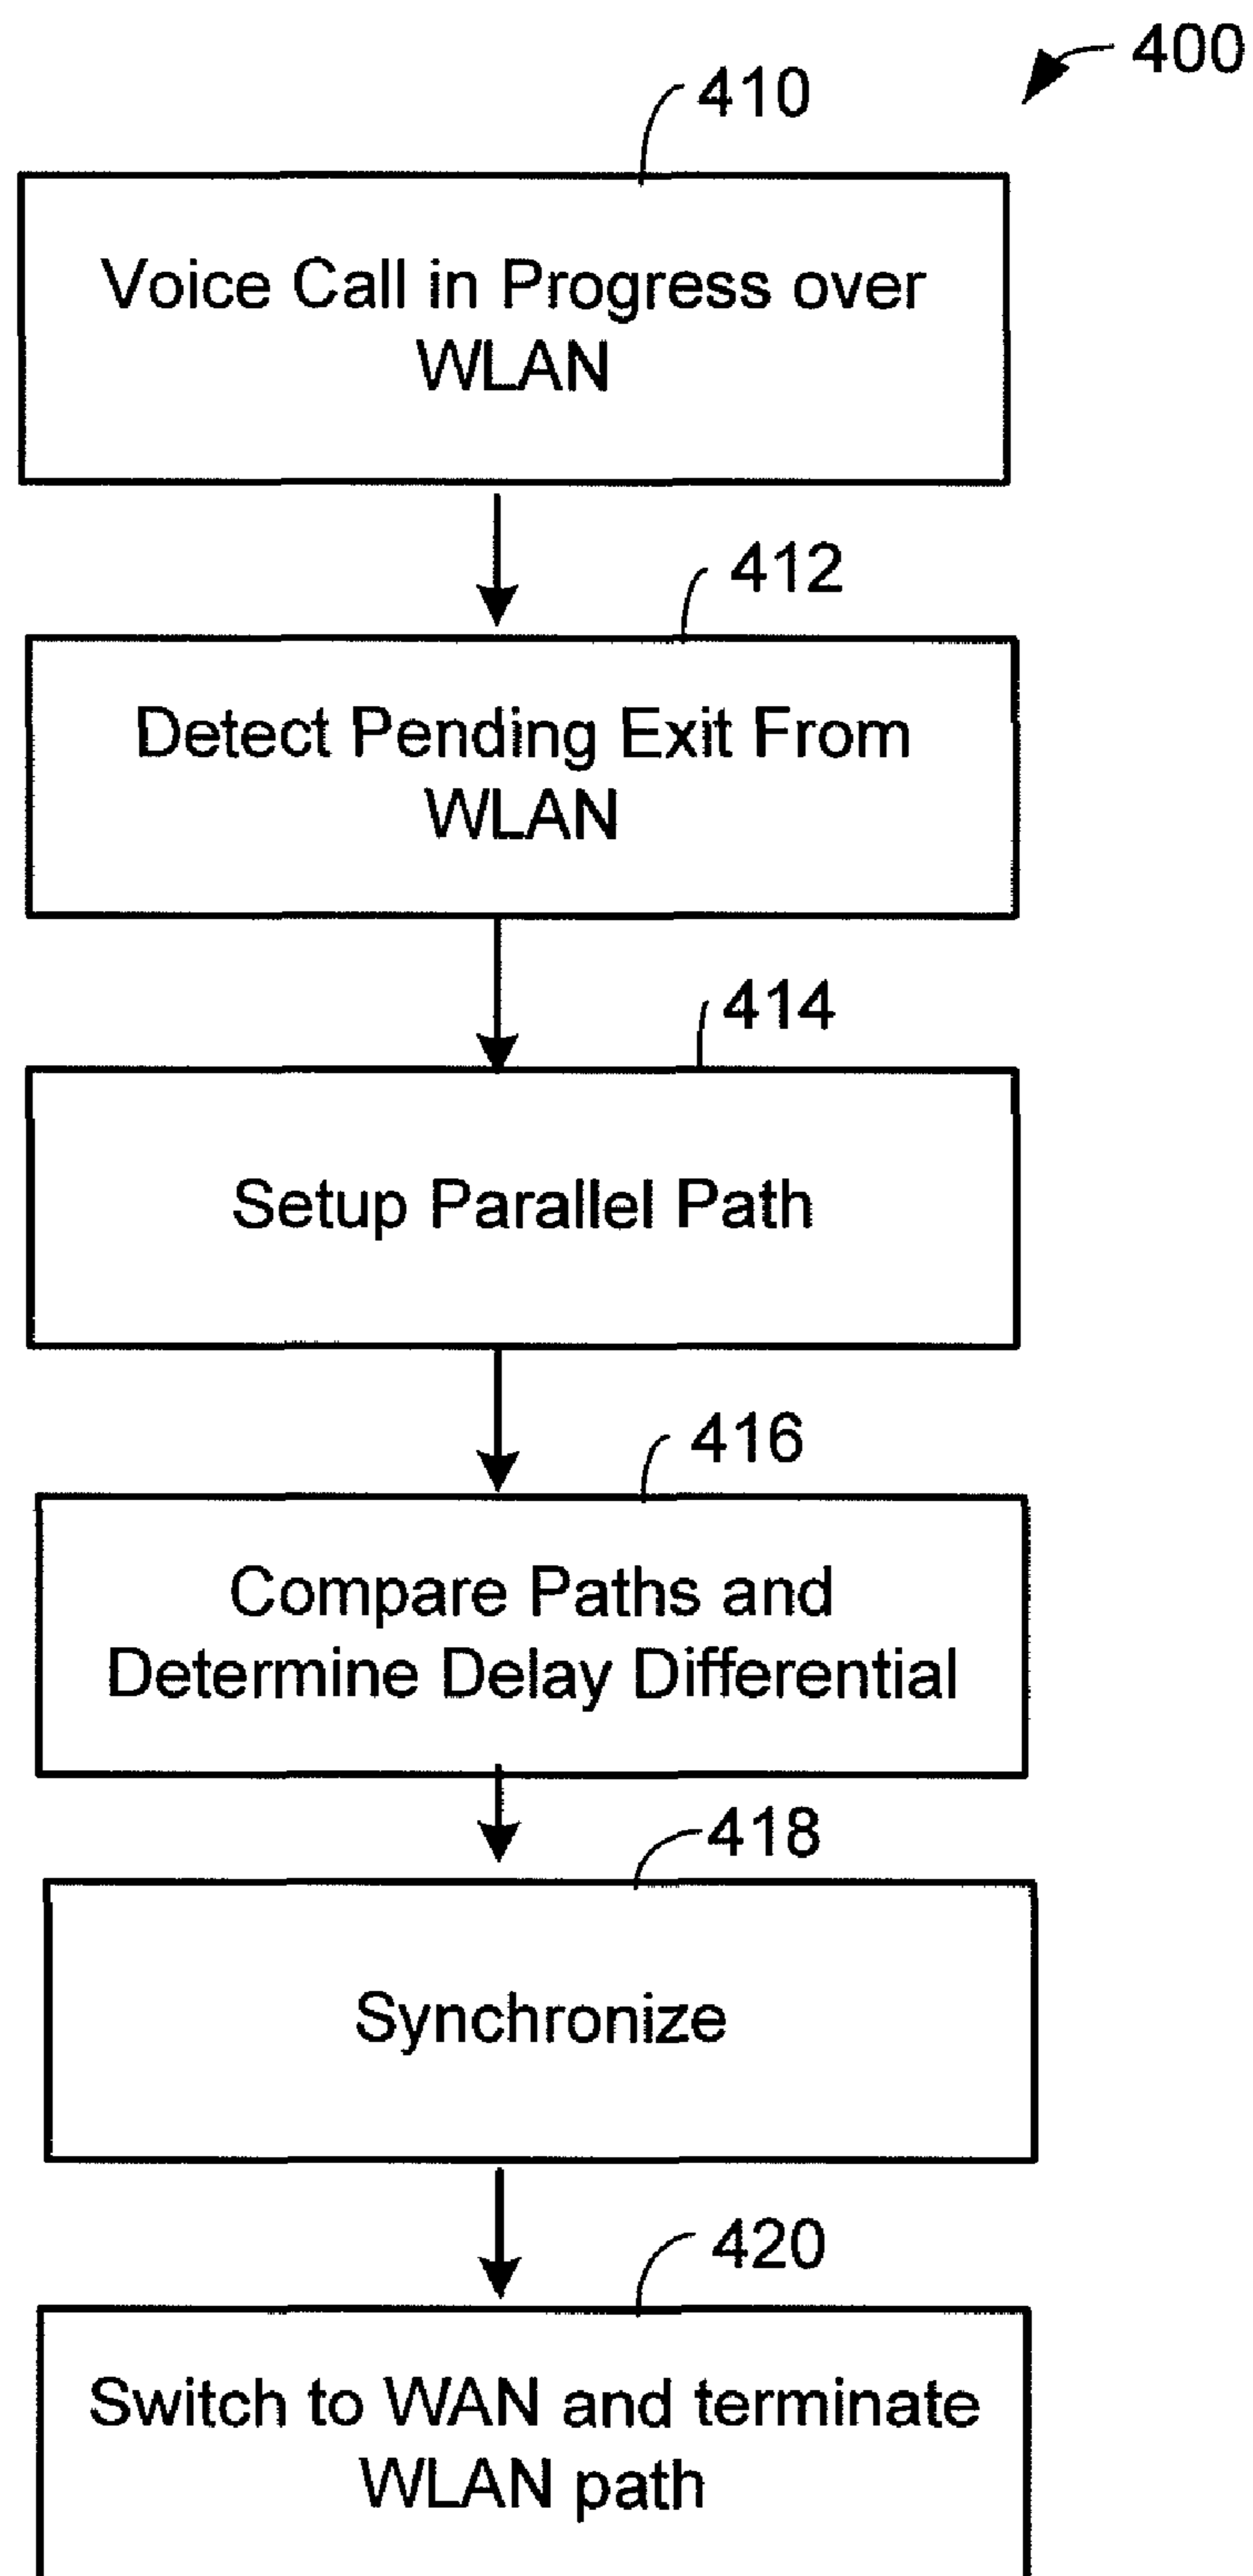 400
410
Voice Call in Progress over
WLAN
412
Detect Pending Exit From
WLAN
414
Setup Parallel Path
416
Compare Paths and
Determine Delay Differential
418
Synchronize
420
Switch to WAN and terminate
WLAN path